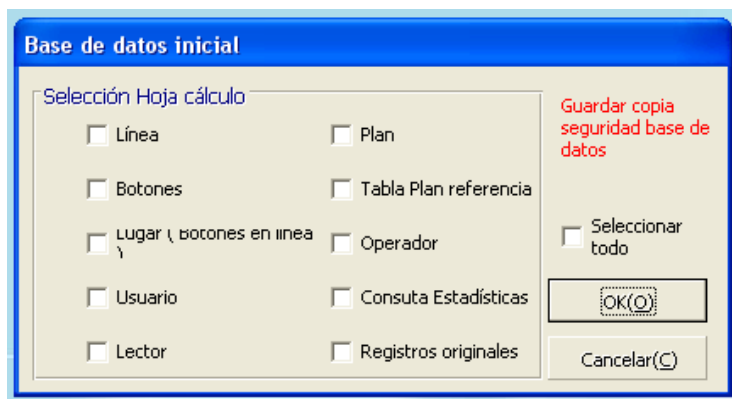 Base de datos inicial
Selección Hoja cálculo
Línea
Plan
Botones
Tabla Plan referencia
Lugar ( Botones en línea
)
Operador
Usuario
Consuta Estadísticas
Lector
Registros originales
Guardar copia
seguridad base de
datos
Seleccionar
todo
OK(O)
Cancelar(C)